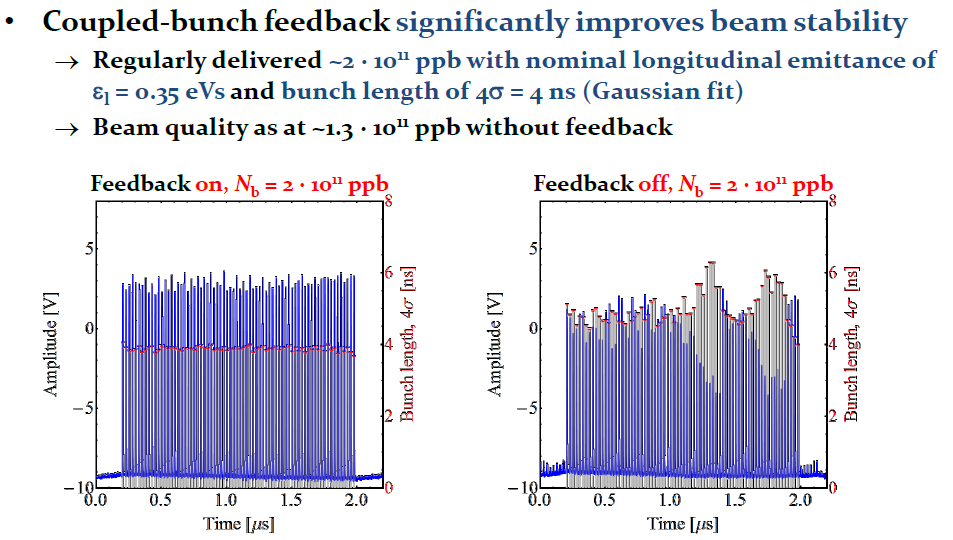 • Coupled-bunch feedback significantly improves beam stability
→ Regularly delivered ~2 · 10¹¹ ppb with nominal longitudinal emittance of
εₗ = 0.35 eVs and bunch length of 4σ = 4 ns (Gaussian fit)
→ Beam quality as at ~1.3 · 10¹¹ ppb without feedback
Feedback on, N_b = 2 · 10¹¹ ppb
8
6
4
2
0
5
0
−5
−10
Amplitude [V]
Bunch length, 4σ [ns]
0.0 0.5 1.0 1.5 2.0
Time [μs]
Feedback off, N_b = 2 · 10¹¹ ppb
8
6
4
2
0
5
0
−5
−10
Amplitude [V]
Bunch length, 4σ [ns]
0.0 0.5 1.0 1.5 2.0
Time [μs]